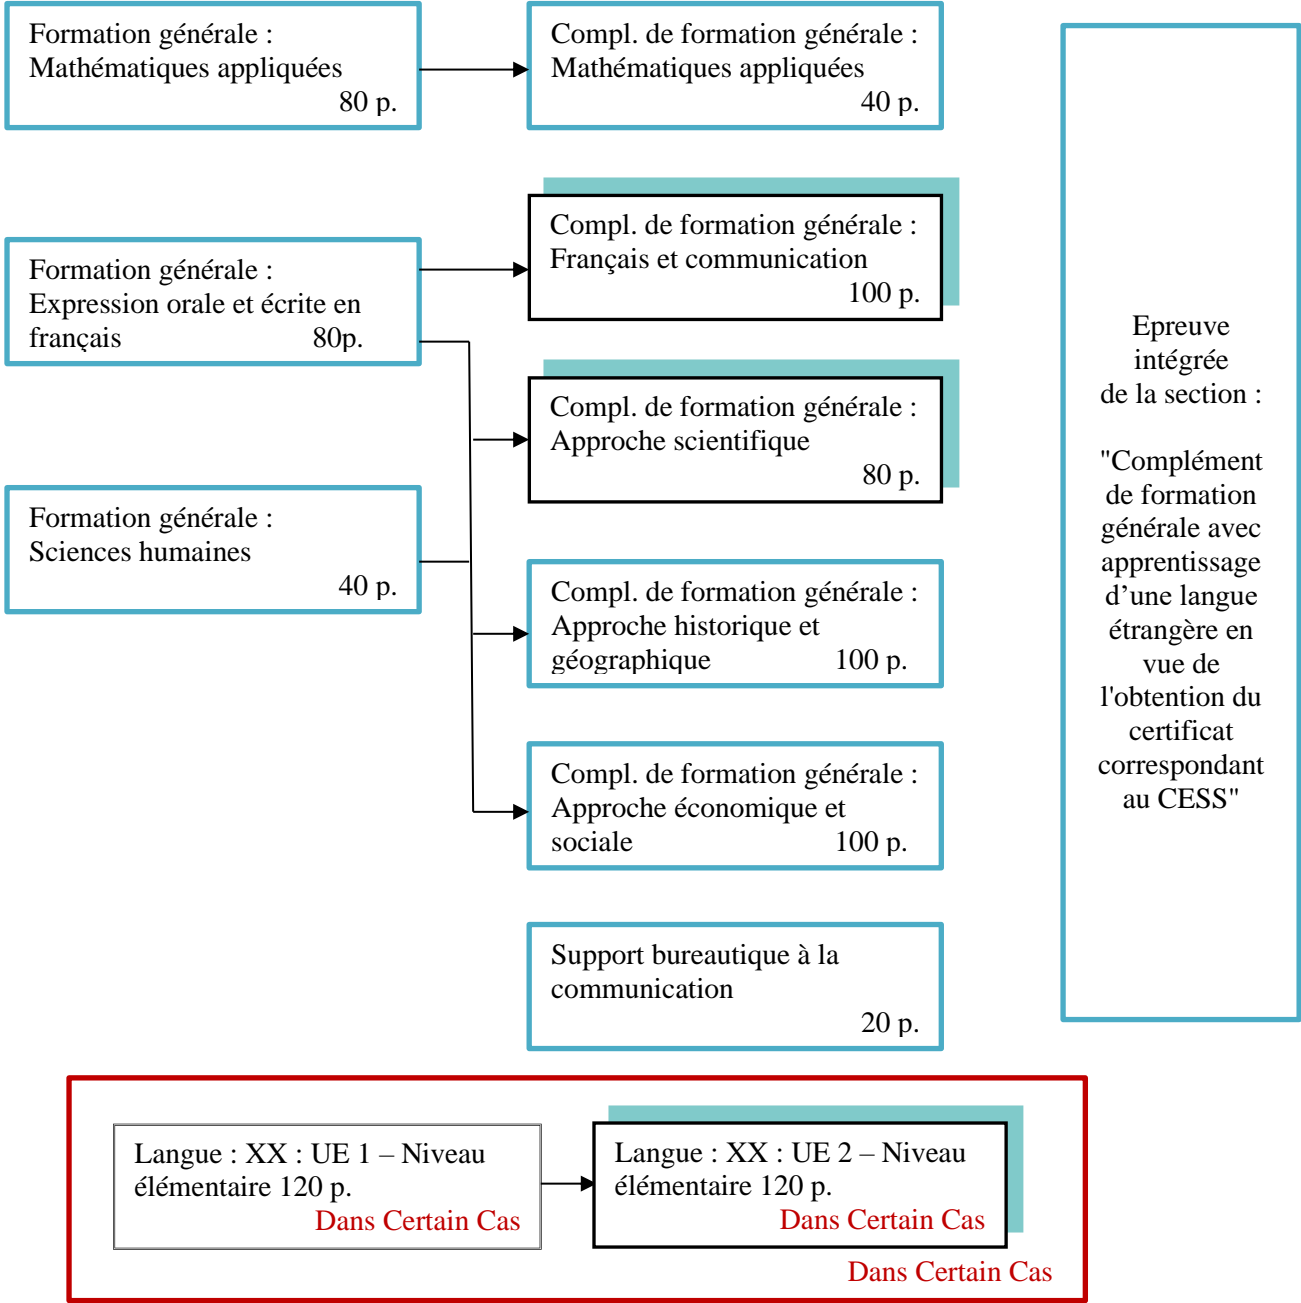 Formation générale :
Mathématiques appliquées
80 p.
Compl. de formation générale :
Mathématiques appliquées
40 p.
Formation générale :
Expression orale et écrite en
français 80p.
Compl. de formation générale :
Français et communication
100 p.
Compl. de formation générale :
Approche scientifique
80 p.
Formation générale :
Sciences humaines
40 p.
Compl. de formation générale :
Approche historique et
géographique 100 p.
Compl. de formation générale :
Approche économique et
sociale 100 p.
Support bureautique à la
communication
20 p.
Epreuve
intégrée
de la section :
"Complément
de formation
générale avec
apprentissage
d’une langue
étrangère en
vue de
l'obtention du
certificat
correspondant
au CESS"
Langue : XX : UE 1 – Niveau
élémentaire 120 p.
Dans Certain Cas
Langue : XX : UE 2 – Niveau
élémentaire 120 p.
Dans Certain Cas
Dans Certain Cas